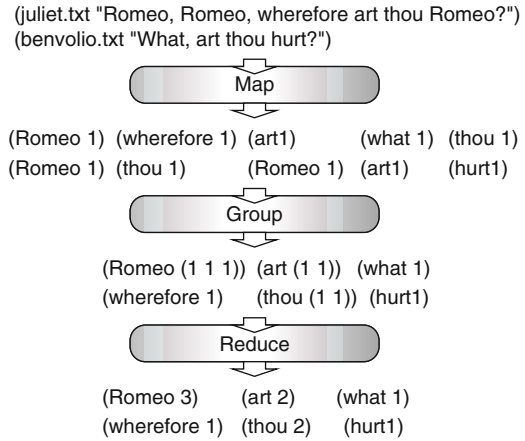 (juliet.txt "Romeo, Romeo, wherefore art thou Romeo?")
(benvolio.txt "What, art thou hurt?")
Map
(Romeo 1) (wherefore 1) (art1) (what 1) (thou 1)
(Romeo 1) (thou 1) (Romeo 1) (art1) (hurt1)
Group
(Romeo (1 1 1)) (art (1 1)) (what 1)
(wherefore 1) (thou (1 1)) (hurt1)
Reduce
(Romeo 3) (art 2) (what 1)
(wherefore 1) (thou 2) (hurt1)